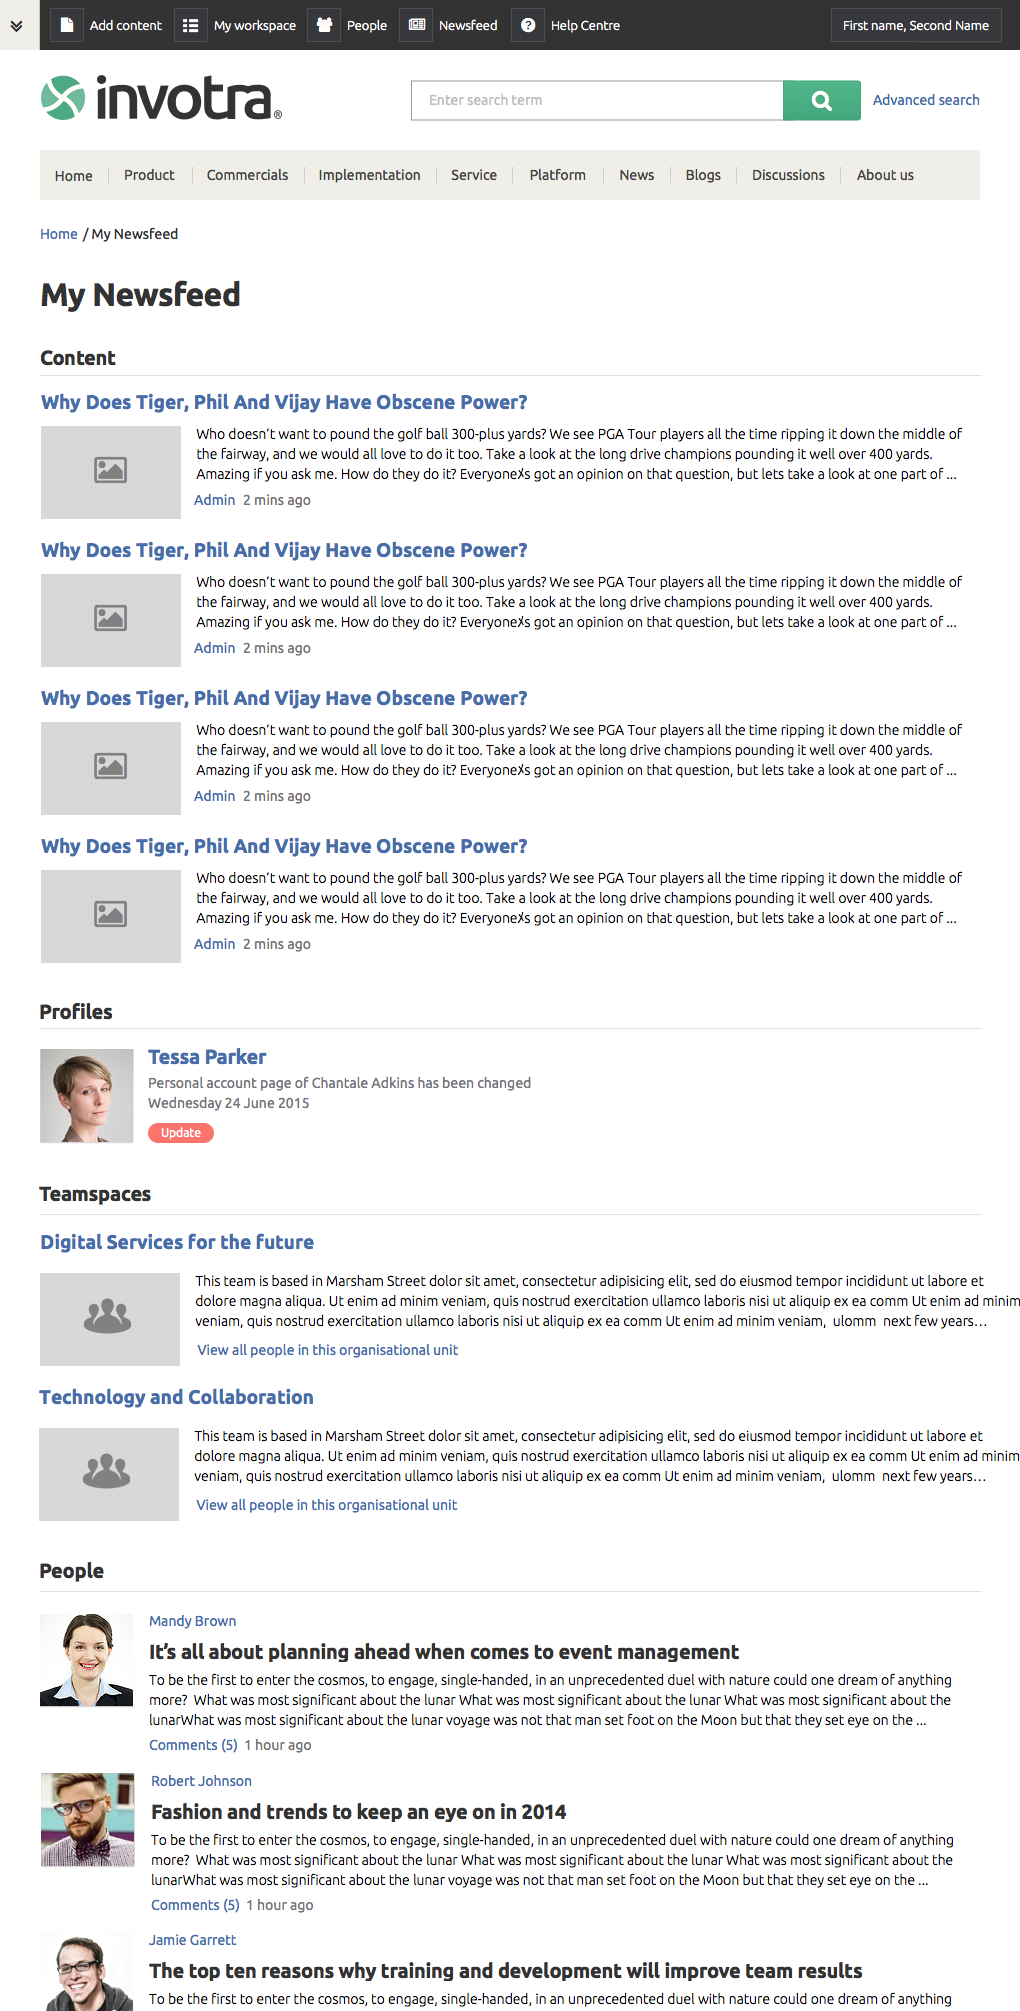 Add content My workspace People Newsfeed Help Centre First name, Second Name
invotra®
Enter search term
Advanced search
Home Product Commercials Implementation Service Platform News Blogs Discussions About us
Home / My Newsfeed
My Newsfeed
Content
Why Does Tiger, Phil And Vijay Have Obscene Power?
Who doesn't want to pound the golf ball 300-plus yards? We see PGA Tour players all the time ripping it down the middle of
the fairway, and we would all love to do it too. Take a look at the long drive champions pounding it well over 400 yards.
Amazing if you ask me. How do they do it? Everyone✗s got an opinion on that question, but lets take a look at one part of ...
Admin 2 mins ago
Why Does Tiger, Phil And Vijay Have Obscene Power?
Who doesn't want to pound the golf ball 300-plus yards? We see PGA Tour players all the time ripping it down the middle of
the fairway, and we would all love to do it too. Take a look at the long drive champions pounding it well over 400 yards.
Amazing if you ask me. How do they do it? Everyone✗s got an opinion on that question, but lets take a look at one part of ...
Admin 2 mins ago
Why Does Tiger, Phil And Vijay Have Obscene Power?
Who doesn't want to pound the golf ball 300-plus yards? We see PGA Tour players all the time ripping it down the middle of
the fairway, and we would all love to do it too. Take a look at the long drive champions pounding it well over 400 yards.
Amazing if you ask me. How do they do it? Everyone✗s got an opinion on that question, but lets take a look at one part of ...
Admin 2 mins ago
Why Does Tiger, Phil And Vijay Have Obscene Power?
Who doesn't want to pound the golf ball 300-plus yards? We see PGA Tour players all the time ripping it down the middle of
the fairway, and we would all love to do it too. Take a look at the long drive champions pounding it well over 400 yards.
Amazing if you ask me. How do they do it? Everyone✗s got an opinion on that question, but lets take a look at one part of ...
Admin 2 mins ago
Profiles
Tessa Parker
Personal account page of Chantale Adkins has been changed
Wednesday 24 June 2015
Update
Teamspaces
Digital Services for the future
This team is based in Marsham Street dolor sit amet, consectetur adipisicing elit, sed do eiusmod tempor incididunt ut labore et
dolore magna aliqua. Ut enim ad minim veniam, quis nostrud exercitation ullamco laboris nisi ut aliquip ex ea comm Ut enim ad minim
veniam, quis nostrud exercitation ullamco laboris nisi ut aliquip ex ea comm Ut enim ad minim veniam, ulomm next few years...
View all people in this organisational unit
Technology and Collaboration
This team is based in Marsham Street dolor sit amet, consectetur adipisicing elit, sed do eiusmod tempor incididunt ut labore et
dolore magna aliqua. Ut enim ad minim veniam, quis nostrud exercitation ullamco laboris nisi ut aliquip ex ea comm Ut enim ad minim
veniam, quis nostrud exercitation ullamco laboris nisi ut aliquip ex ea comm Ut enim ad minim veniam, ulomm next few years...
View all people in this organisational unit
People
Mandy Brown
It's all about planning ahead when comes to event management
To be the first to enter the cosmos, to engage, single-handed, in an unprecedented duel with nature could one dream of anything
more? What was most significant about the lunar What was most significant about the lunar What was most significant about the
lunarWhat was most significant about the lunar voyage was not that man set foot on the Moon but that they set eye on the ...
Comments (5) 1 hour ago
Robert Johnson
Fashion and trends to keep an eye on in 2014
To be the first to enter the cosmos, to engage, single-handed, in an unprecedented duel with nature could one dream of anything
more? What was most significant about the lunar What was most significant about the lunar What was most significant about the
lunarWhat was most significant about the lunar voyage was not that man set foot on the Moon but that they set eye on the ...
Comments (5) 1 hour ago
Jamie Garrett
The top ten reasons why training and development will improve team results
To be the first to enter the cosmos, to engage, single-handed, in an unprecedented duel with nature could one dream of anything